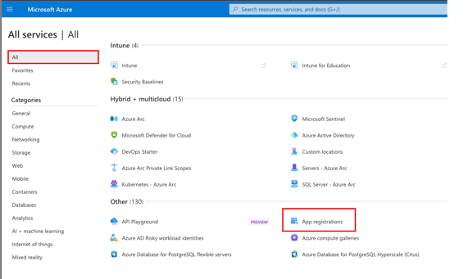 Microsoft Azure
Search resources, services, and docs (G+/)
All services | All
All
Favorites
Recents
Categories
General
Compute
Networking
Storage
Web
Mobile
Containers
Databases
Analytics
AI + machine learning
Internet of things
Mixed reality
Intune (4)
Intune
Intune for Education
Security Baselines
Hybrid + multicloud (15)
Azure Arc
Microsoft Sentinel
Microsoft Defender for Cloud
Azure Active Directory
DevOps Starter
Custom locations
Azure Arc Private Link Scopes
Servers - Azure Arc
Kubernetes - Azure Arc
SQL Server - Azure Arc
Other (130)
API Playground PREVIEW
App registrations
Azure AD Risky workload identities
Azure compute galleries
Azure Database for PostgreSQL flexible servers
Azure Database for PostgreSQL Hyperscale (Citus)